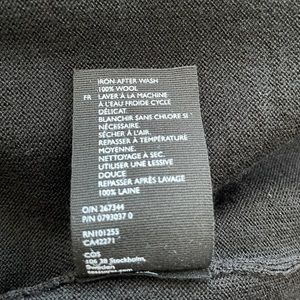 IRON AFTER WASH
100% WOOL
FR LAVER À LA MACHINE
À L'EAU FROIDE CYCLE
DÉLICAT.
BLANCHIR SANS CHLORE SI
NÉCESSAIRE.
SÉCHER À L'AIR.
REPASSER À TEMPÉRATURE
MOYENNE.
NETTOYAGE À SEC.
UTILISER UNE LESSIVE
DOUCE
REPASSER APRÈS LAVAGE
100% LAINE
O/N 267344
P/N 0793037 0
RN101255
CA42271
COS
106 38 Stockholm,
Sweden